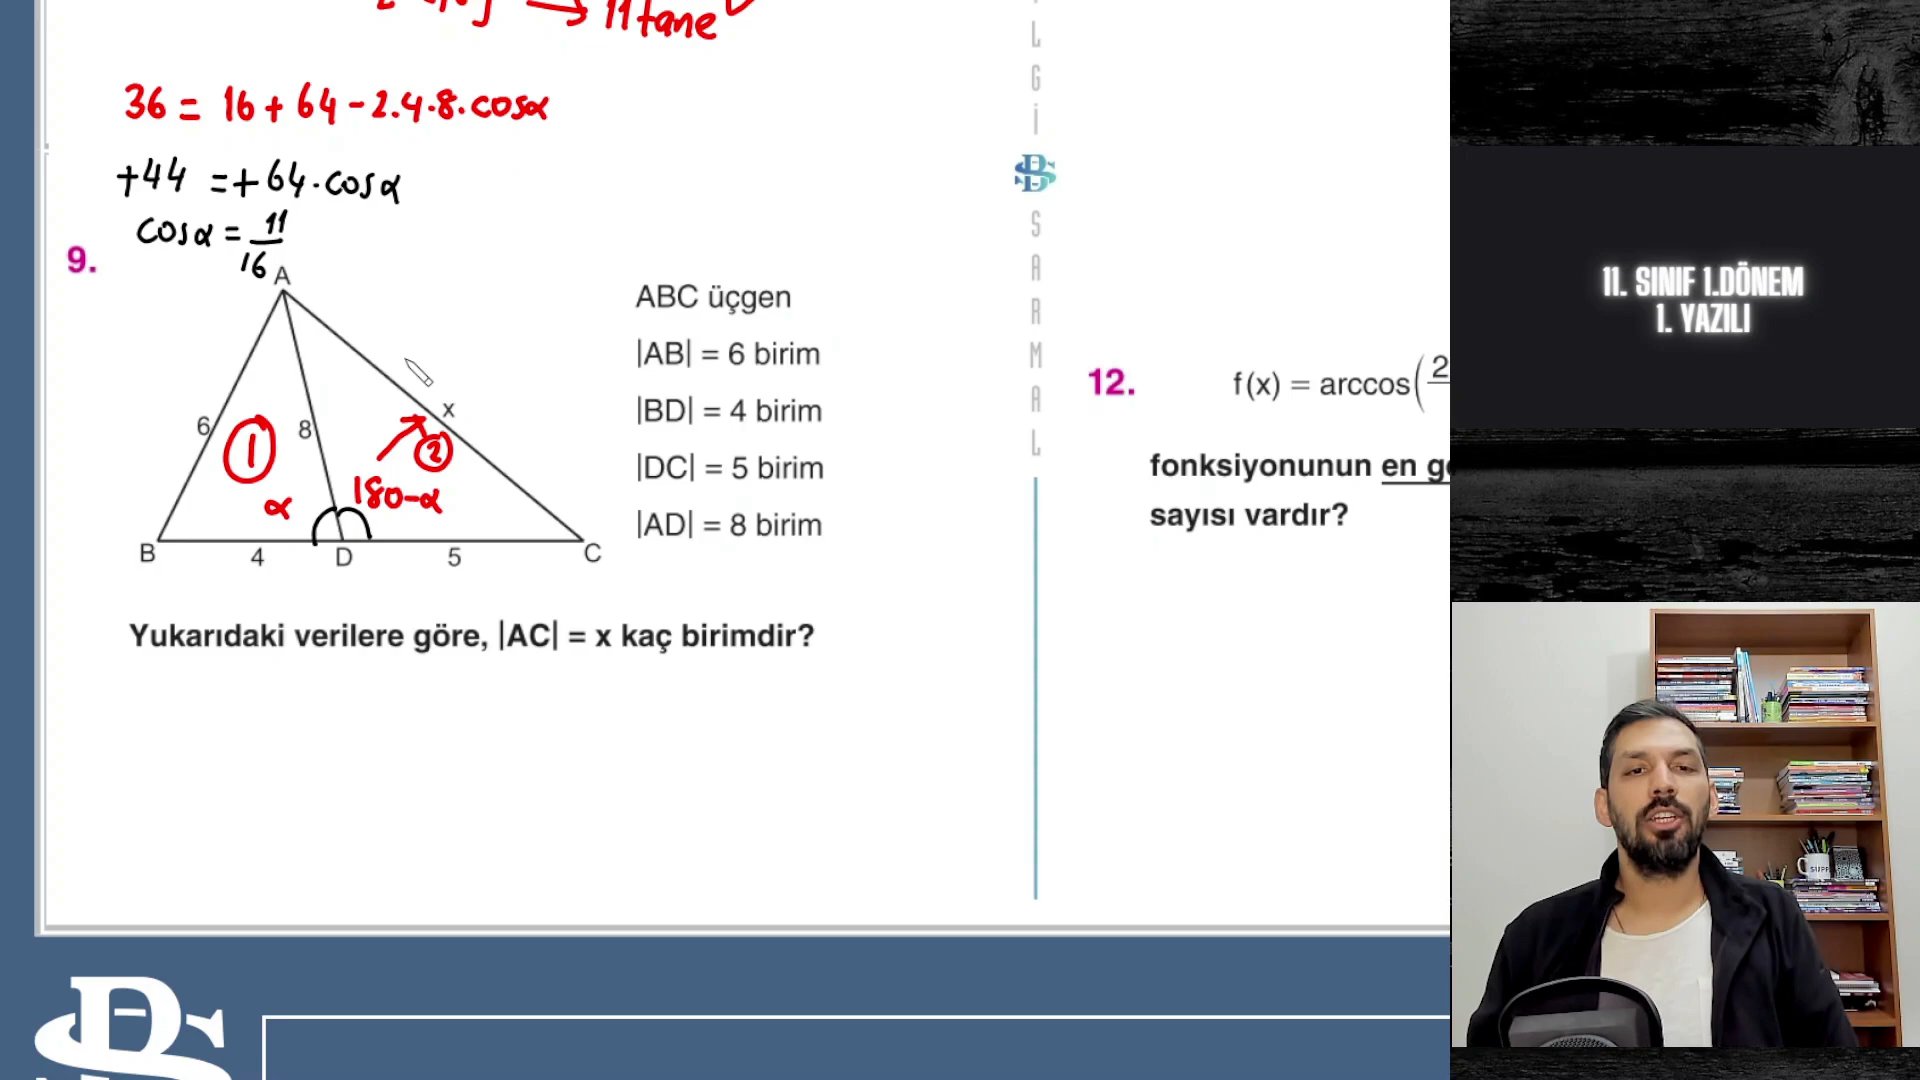 11 tane
36 = 16 + 64 - 2.4.8.cosα
+44 = +64.cosα
cosα = 11/16
9.
A
6
8
x
1
2
α
180-α
B
4
D
5
C
ABC üçgen
|AB| = 6 birim
|BD| = 4 birim
|DC| = 5 birim
|AD| = 8 birim
Yukarıdaki verilere göre, |AC| = x kaç birimdir?
L
G
İ
S
A
R
M
A
L
12.
f(x) = arccos(2
fonksiyonunun en g
sayısı vardır?
11. SINIF 1.DÖNEM
1. YAZILI